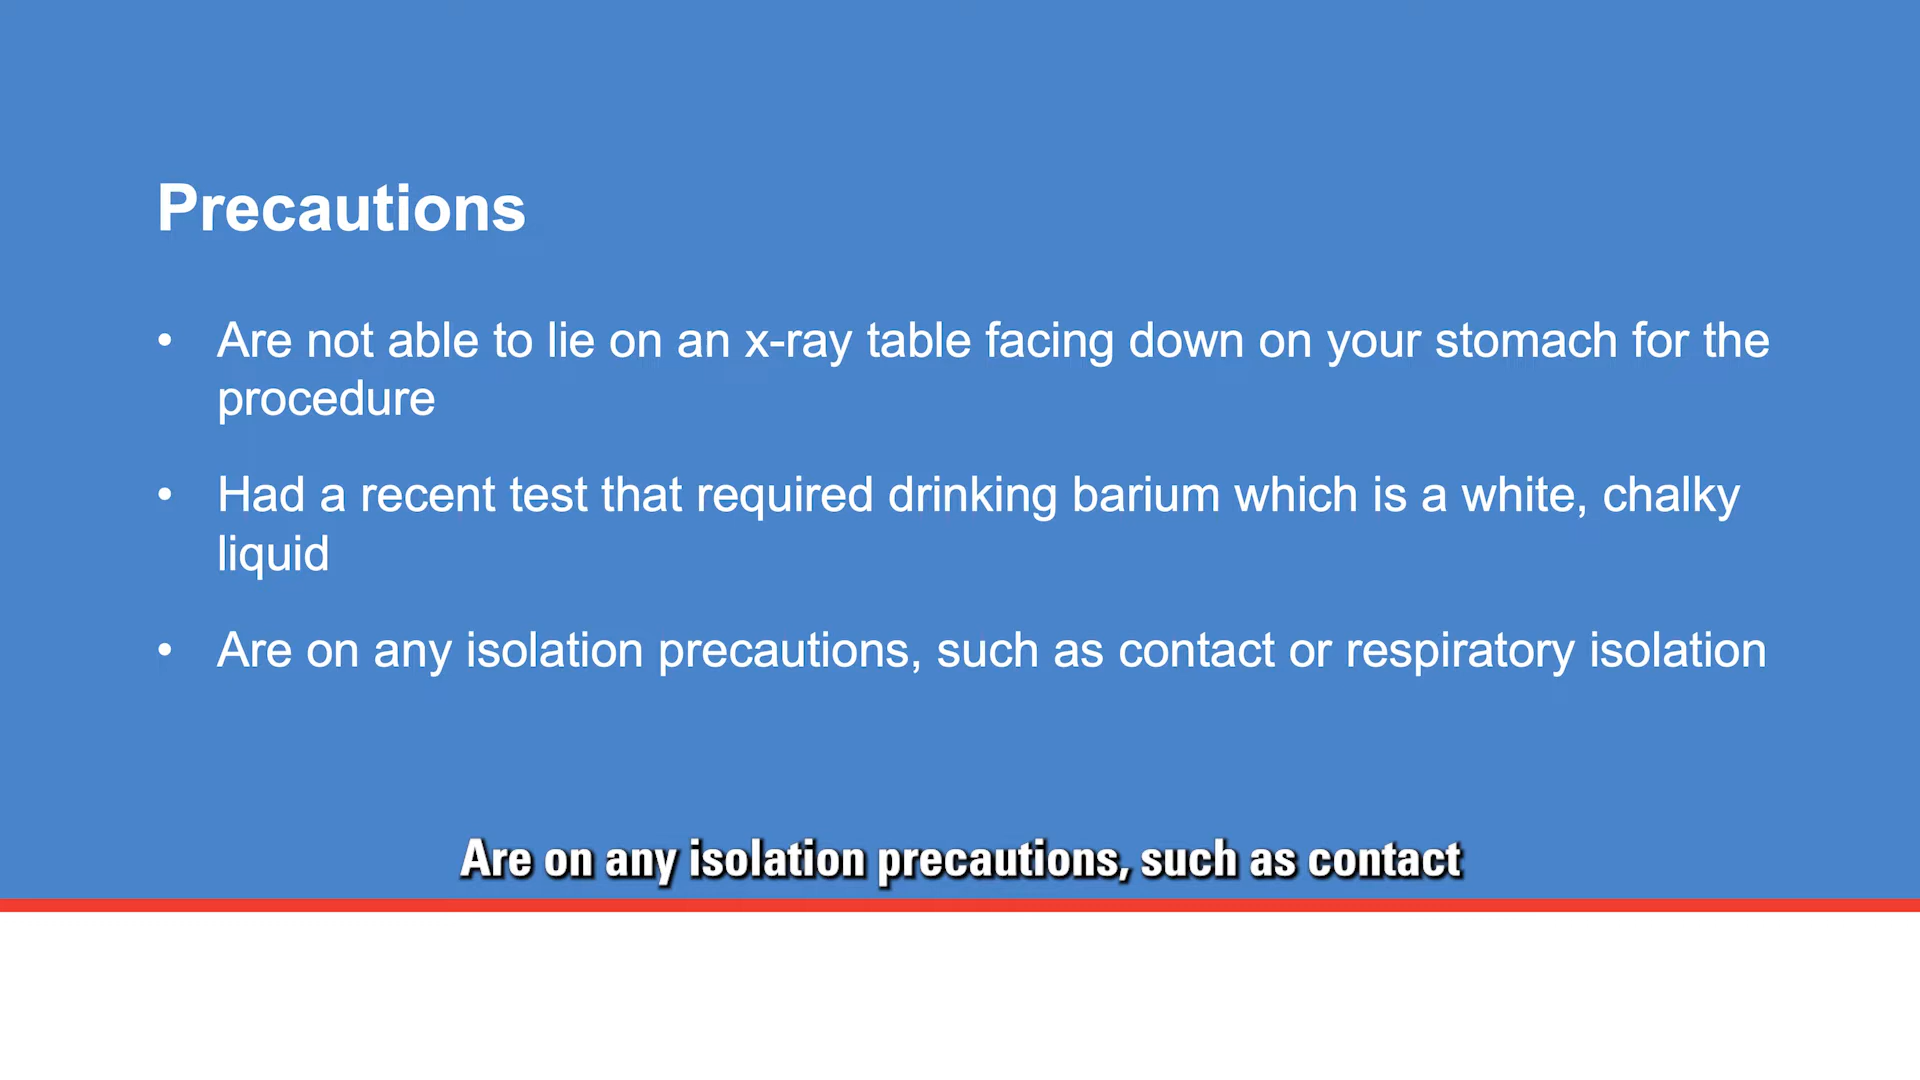 Precautions
• Are not able to lie on an x-ray table facing down on your stomach for the
procedure
• Had a recent test that required drinking barium which is a white, chalky
liquid
• Are on any isolation precautions, such as contact or respiratory isolation
Are on any isolation precautions, such as contact